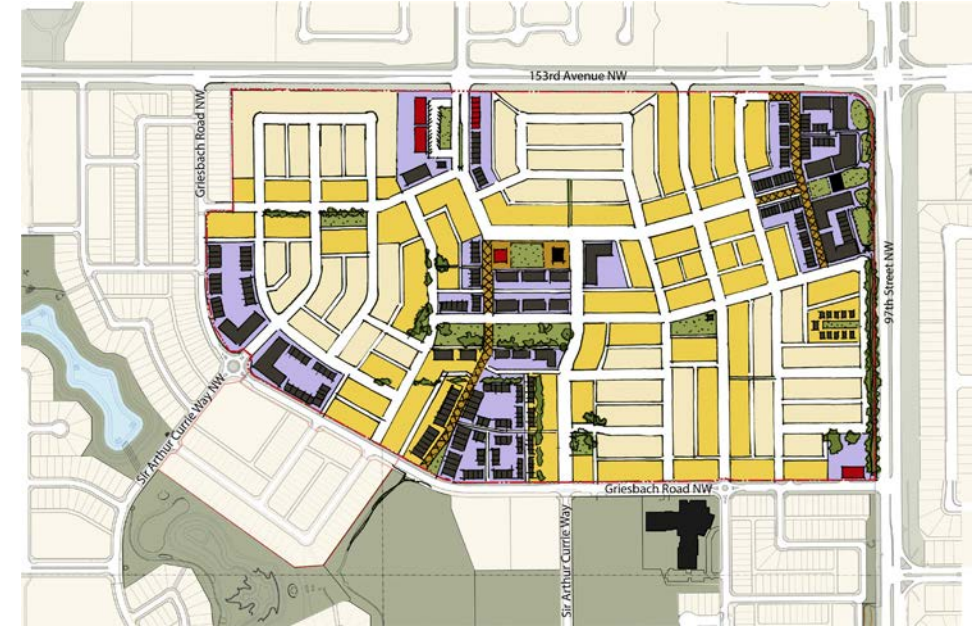 153rd Avenue NW
Griesbach Road NW
97th Street NW
Sir Arthur Currie Way NW
Griesbach Road NW
Sir Arthur Currie Way